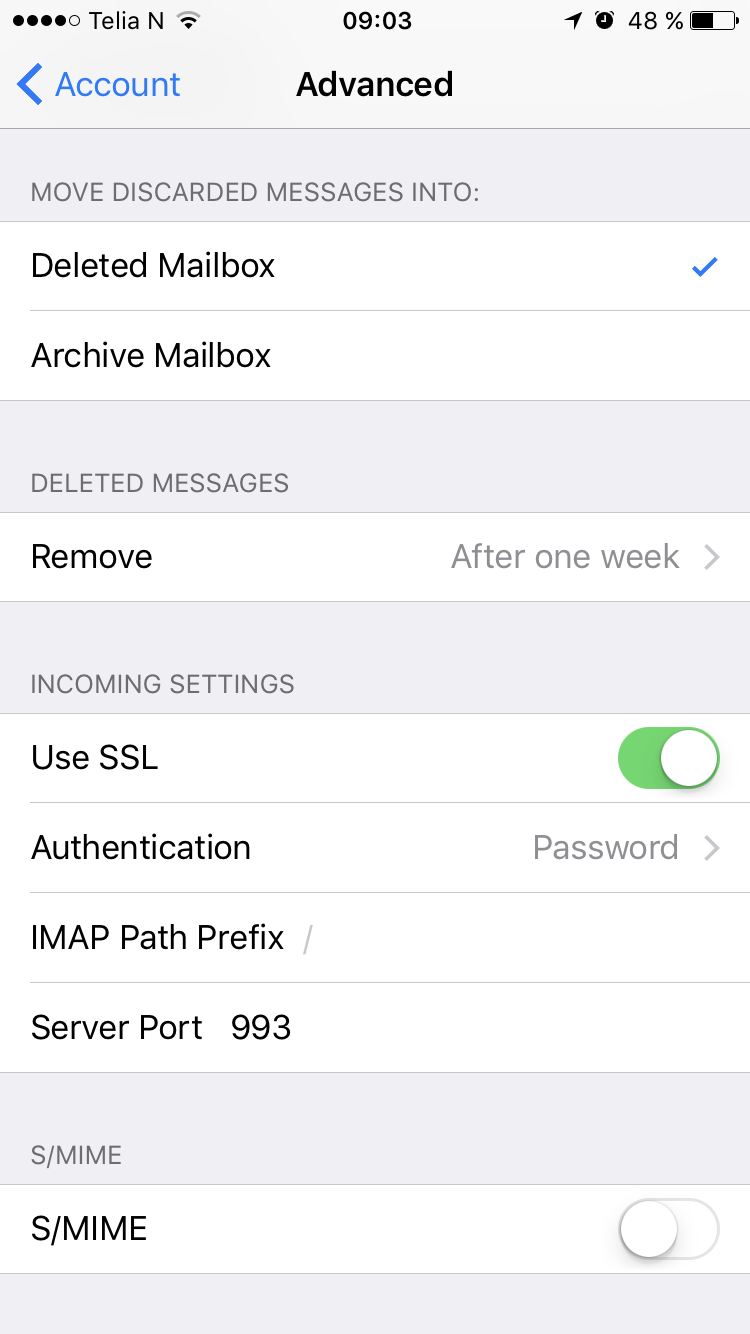 Telia N 09:03 48 %
Account Advanced
MOVE DISCARDED MESSAGES INTO:
Deleted Mailbox
Archive Mailbox
DELETED MESSAGES
Remove After one week
INCOMING SETTINGS
Use SSL
Authentication Password
IMAP Path Prefix /
Server Port 993
S/MIME
S/MIME